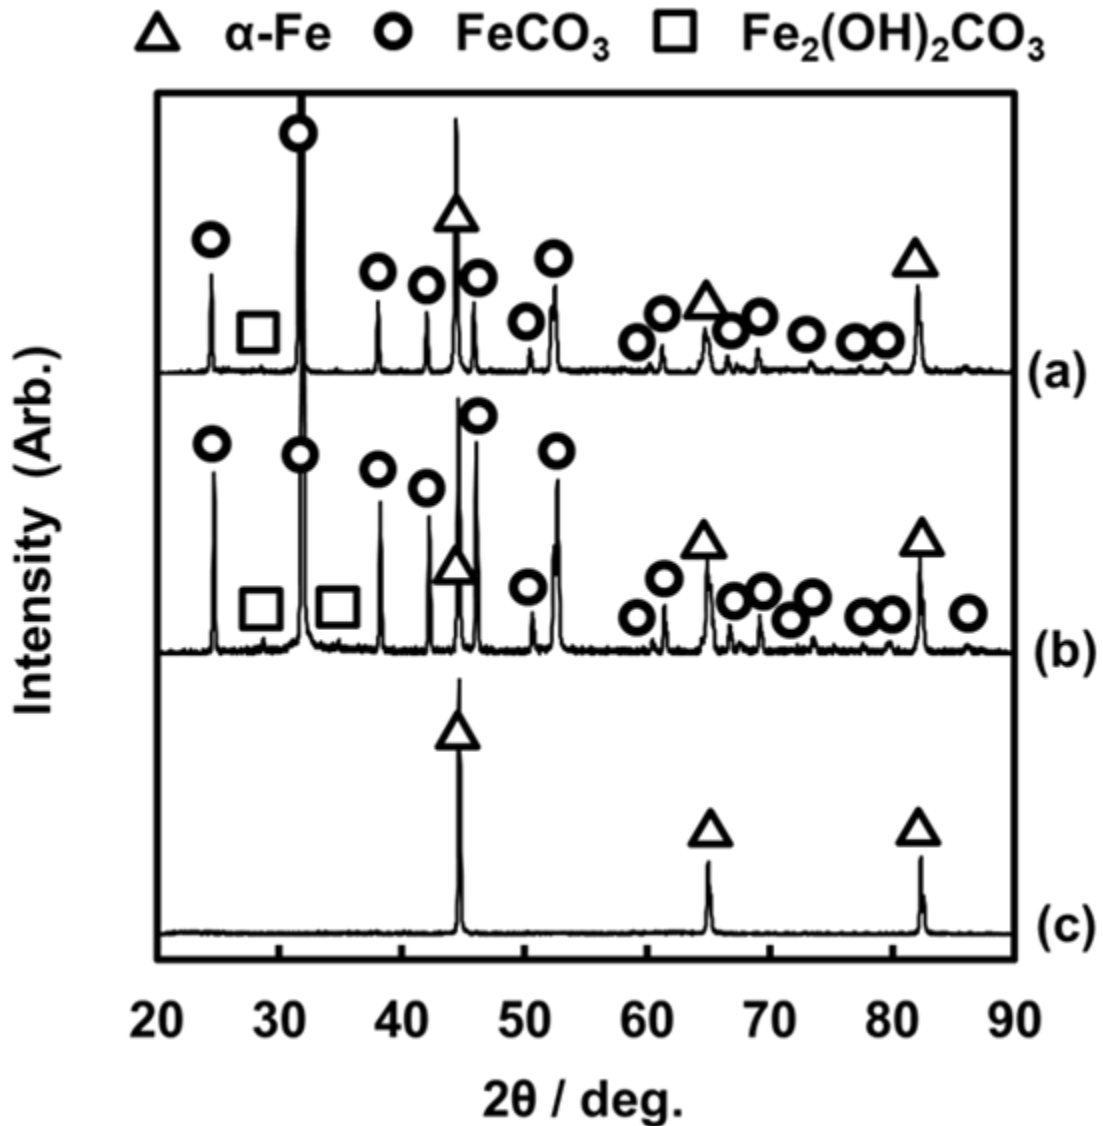 α-Fe FeCO₃ Fe₂(OH)₂CO₃
Intensity (Arb.)
(a)
(b)
(c)
20 30 40 50 60 70 80 90
2θ / deg.